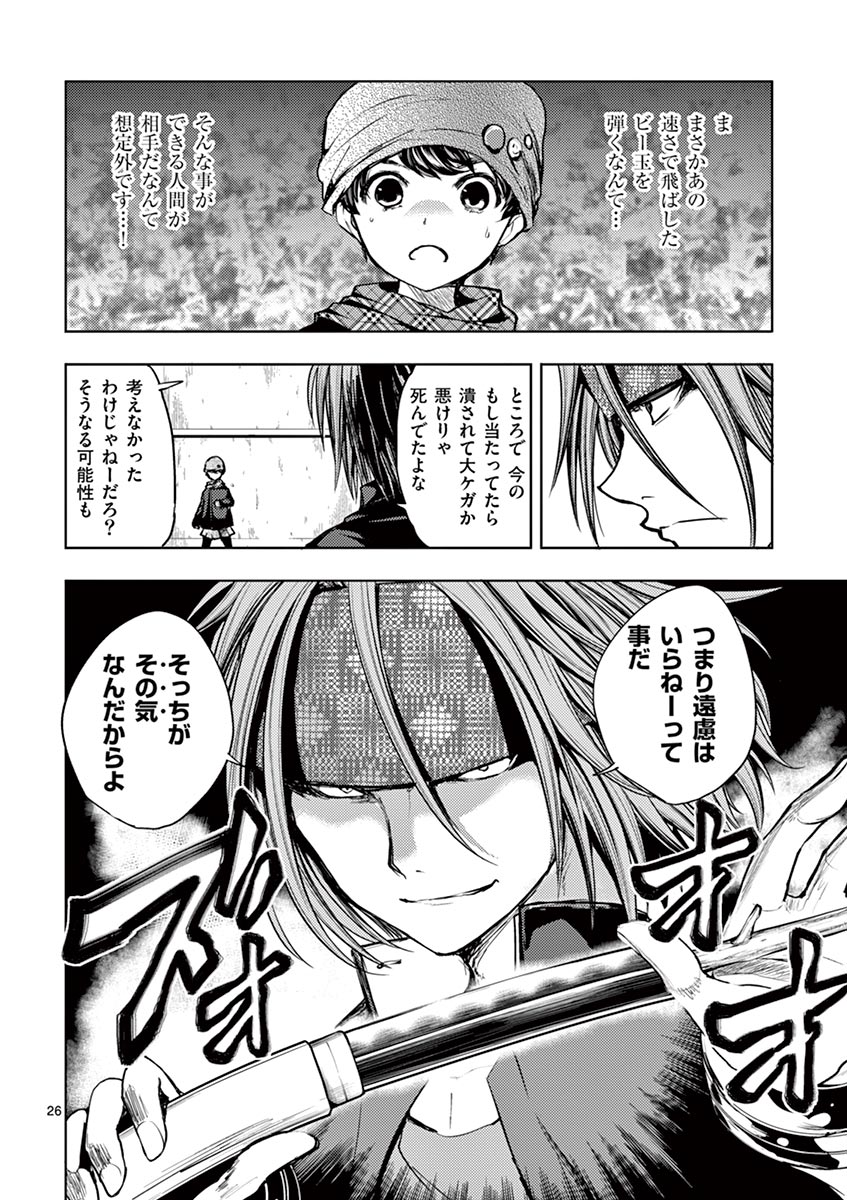 ま
まさかあの
速さで飛ばした
ビー玉を
弾くなんて…
そんな事が
できる人間が
相手だなんて
想定外です…！
ところで 今の
もし当たってたら
潰されて大ケガか
悪けりゃ
死んでたよな
考えなかった
わけじゃねーだろ？
そうなる可能性も
つまり遠慮は
いらねーって
事だ
そっちが
その気
なんだからよ
ズオ
オオ
26